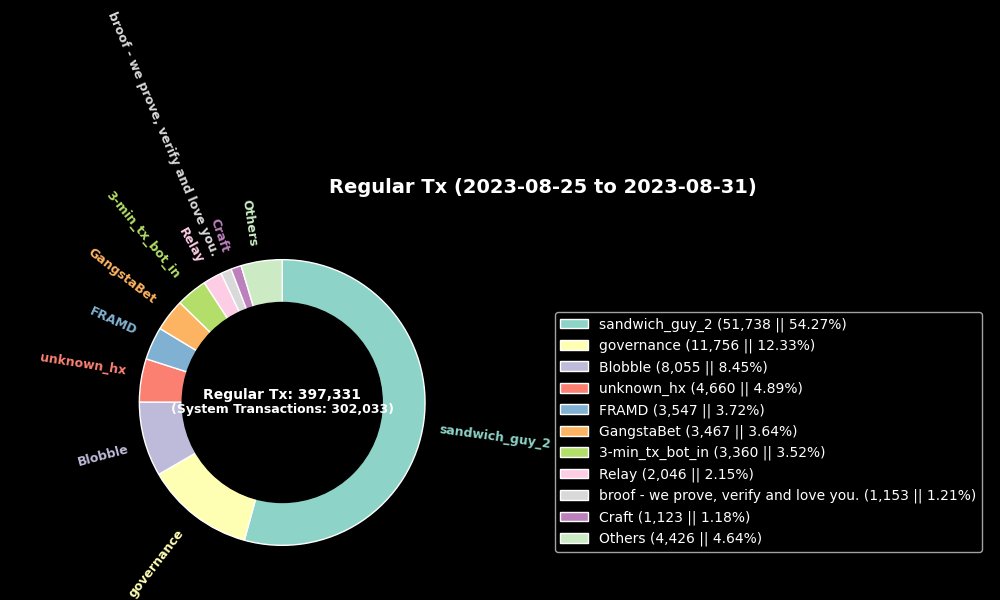 broof - we prove, verify and love you.
Regular Tx (2023-08-25 to 2023-08-31)
3-min_tx_bot_in
Others
Craft
Relay
GangstaBet
FRAMD
unknown_hx
Regular Tx: 397,331
(System Transactions: 302,033)
sandwich_guy_2
Blobble
governance
sandwich_guy_2 (51,738 || 54.27%)
governance (11,756 || 12.33%)
Blobble (8,055 || 8.45%)
unknown_hx (4,660 || 4.89%)
FRAMD (3,547 || 3.72%)
GangstaBet (3,467 || 3.64%)
3-min_tx_bot_in (3,360 || 3.52%)
Relay (2,046 || 2.15%)
broof - we prove, verify and love you. (1,153 || 1.21%)
Craft (1,123 || 1.18%)
Others (4,426 || 4.64%)